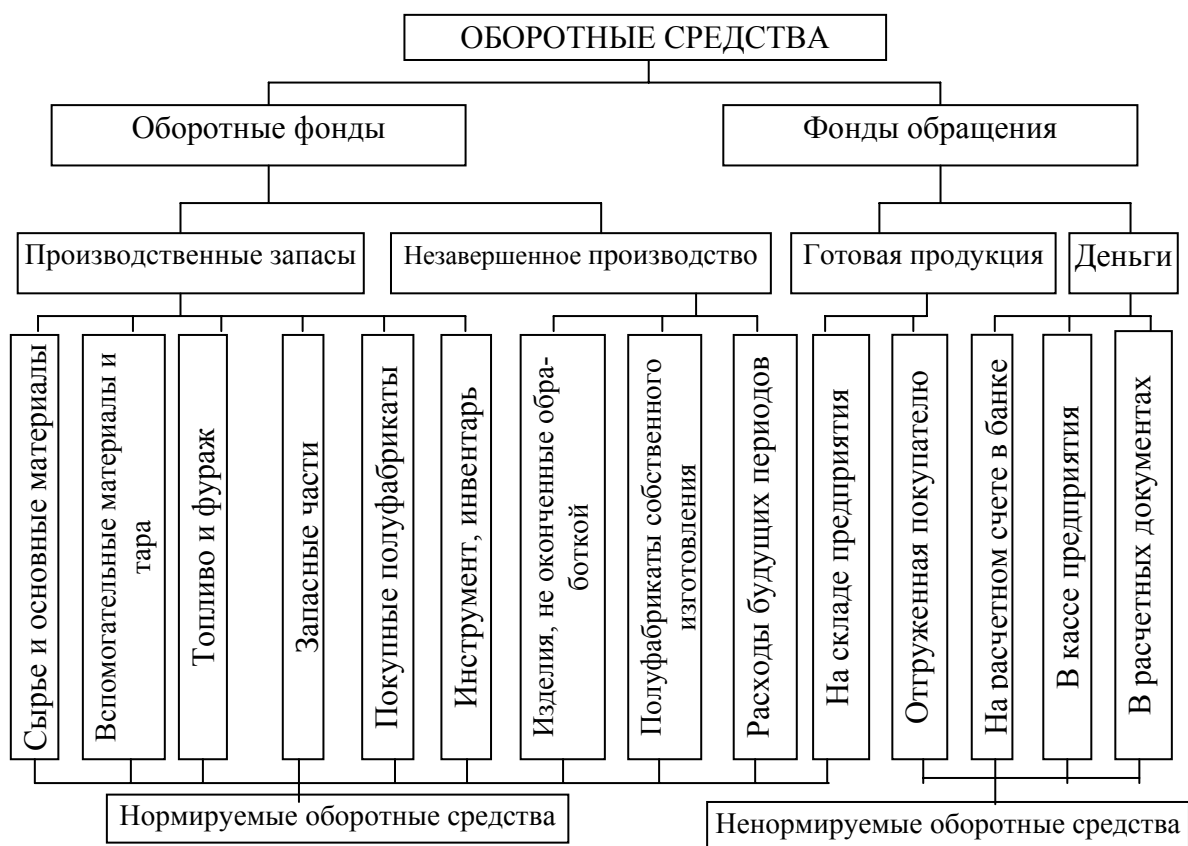 ОБОРОТНЫЕ СРЕДСТВА
Оборотные фонды
Фонды обращения
Производственные запасы
Незавершенное производство
Готовая продукция
Деньги
Сырье и основные материалы
Вспомогательные материалы и
тара
Топливо и фураж
Запасные части
Покупные полуфабрикаты
Инструмент, инвентарь
Изделия, не оконченные обра-
боткой
Полуфабрикаты собственного
изготовления
Расходы будущих периодов
На складе предприятия
Отгруженная покупателю
На расчетном счете в банке
В кассе предприятия
В расчетных документах
Нормируемые оборотные средства
Ненормируемые оборотные средства